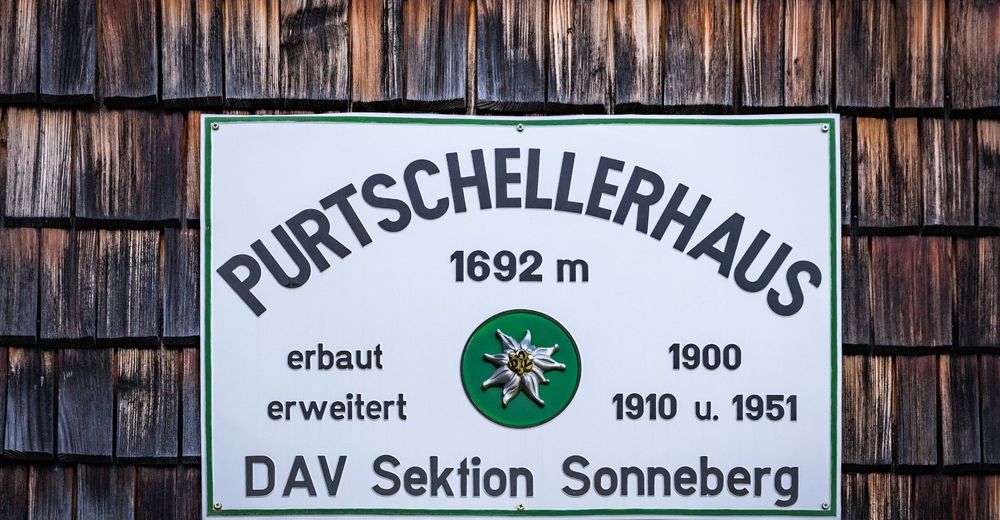 PURTSCHELLERHAUS
1692 m
erbaut 1900
erweitert 1910 u. 1951
DAV Sektion Sonneberg